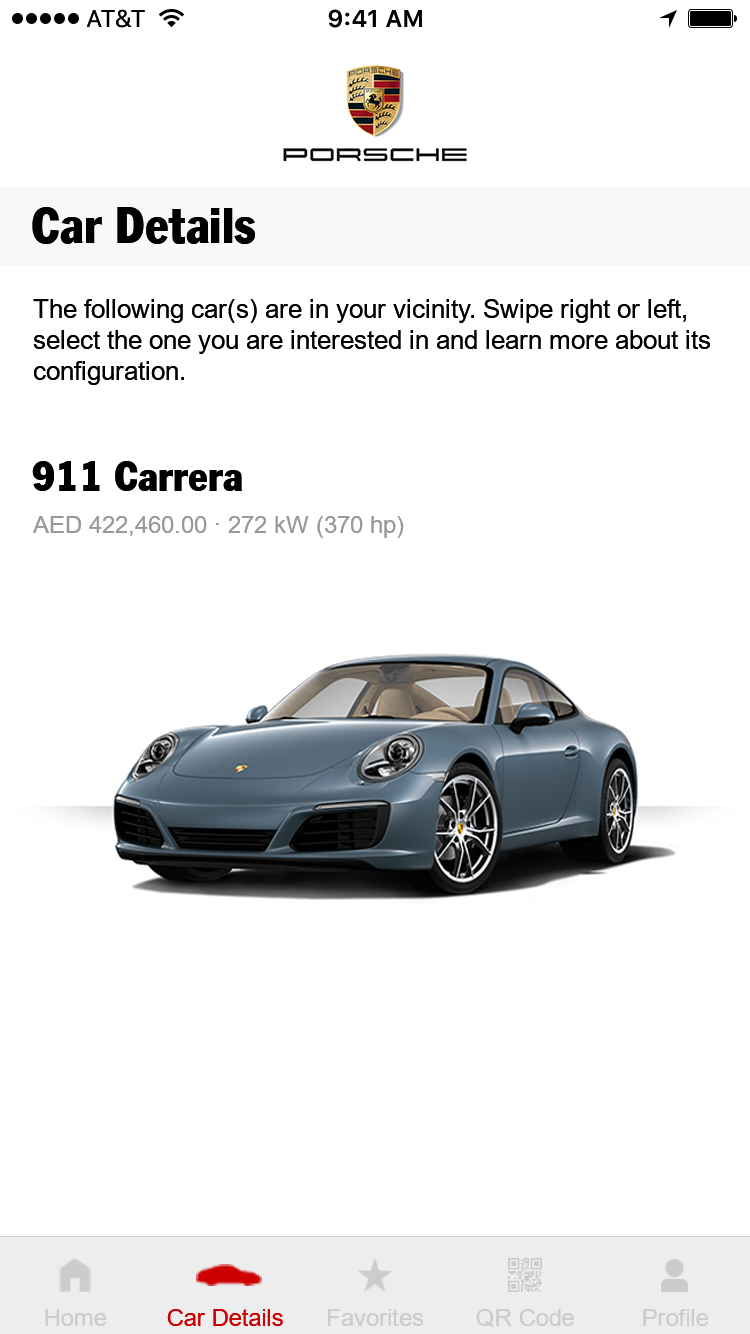 AT&T 9:41 AM
PORSCHE
PORSCHE
Car Details
The following car(s) are in your vicinity. Swipe right or left,
select the one you are interested in and learn more about its
configuration.
911 Carrera
AED 422,460.00 · 272 kW (370 hp)
Home Car Details Favorites QR Code Profile